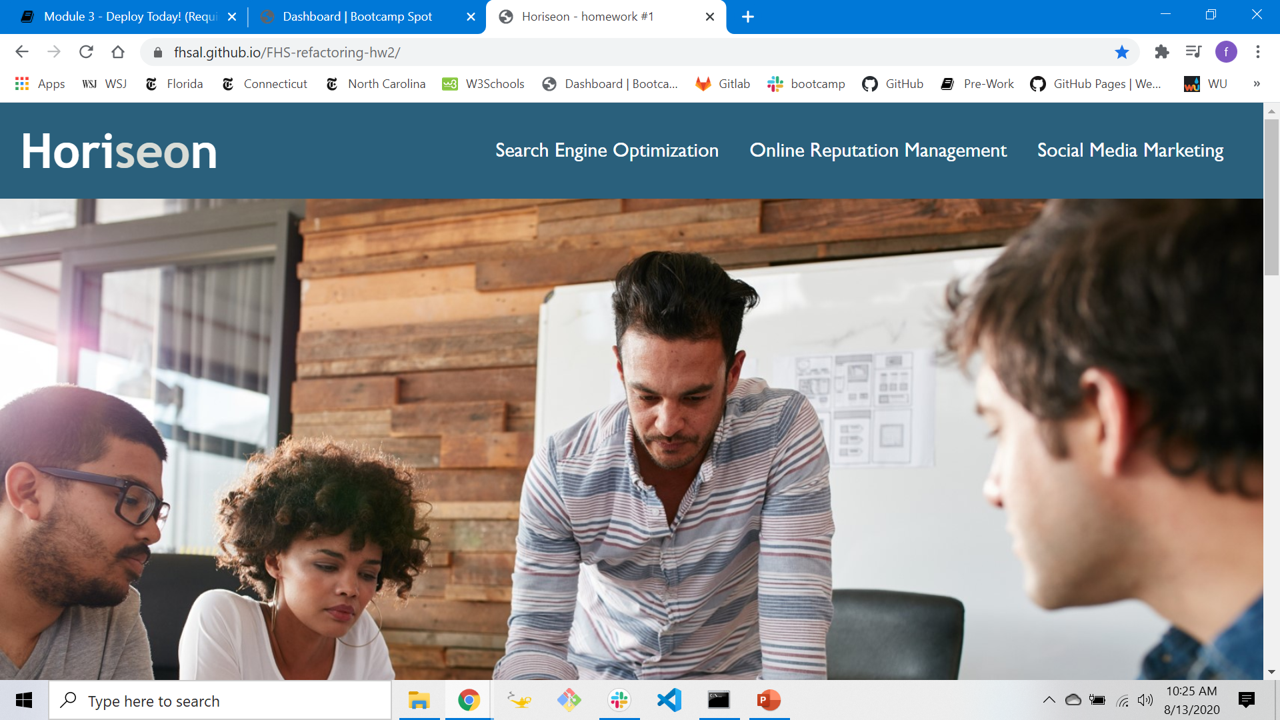 Module 3 - Deploy Today! (Requi
Dashboard | Bootcamp Spot
Horiseon - homework #1
fhsal.github.io/FHS-refactoring-hw2/
f
Apps
WSJ WSJ
Florida
Connecticut
North Carolina
W3Schools
Dashboard | Bootca...
Gitlab
bootcamp
GitHub
Pre-Work
GitHub Pages | We...
WU
»
Horiseon
Search Engine Optimization
Online Reputation Management
Social Media Marketing
Type here to search
10:25 AM
8/13/2020